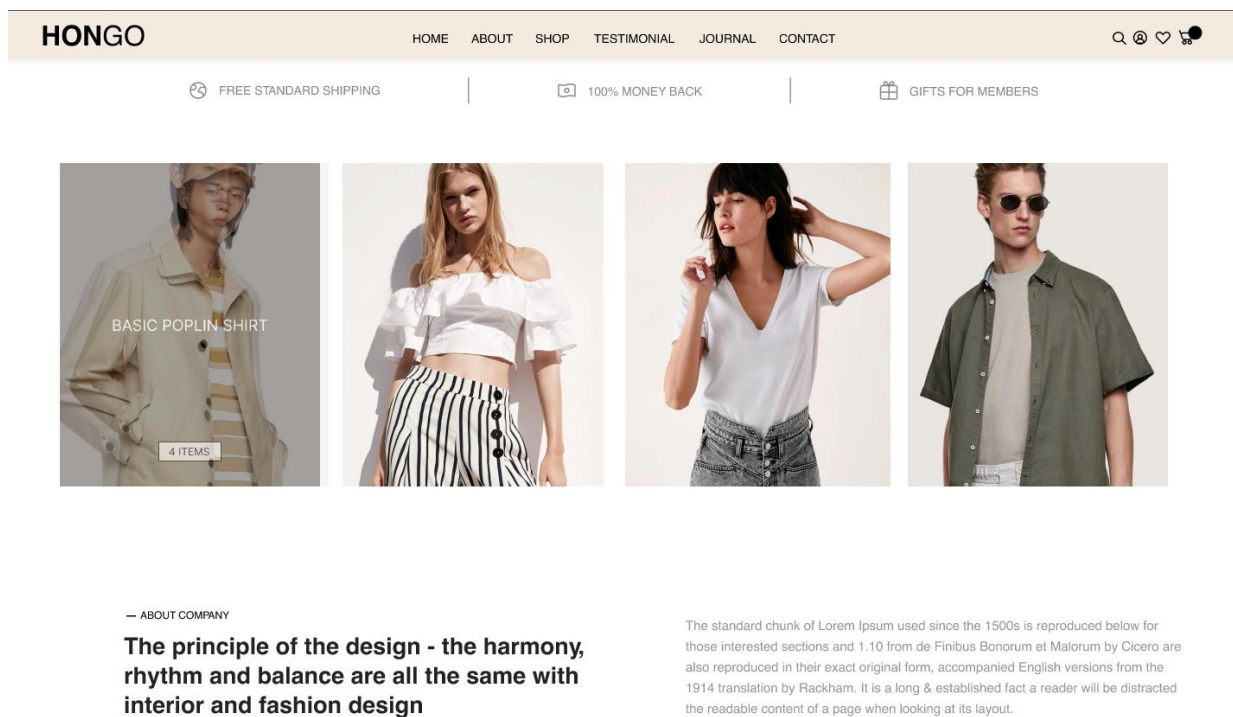 HONGO
HOME ABOUT SHOP TESTIMONIAL JOURNAL CONTACT
FREE STANDARD SHIPPING
100% MONEY BACK
GIFTS FOR MEMBERS
BASIC POPLIN SHIRT
4 ITEMS
— ABOUT COMPANY
The principle of the design - the harmony,
rhythm and balance are all the same with
interior and fashion design
The standard chunk of Lorem Ipsum used since the 1500s is reproduced below for
those interested sections and 1.10 from de Finibus Bonorum et Malorum by Cicero are
also reproduced in their exact original form, accompanied English versions from the
1914 translation by Rackham. It is a long & established fact a reader will be distracted
the readable content of a page when looking at its layout.